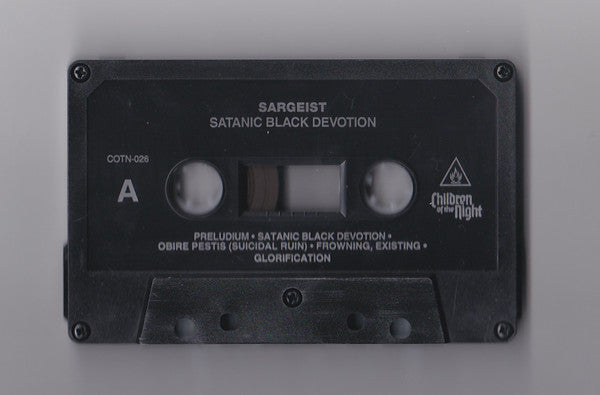 SARGEIST
SATANIC BLACK DEVOTION
COTN-026
A
Children
of the Night
PRELUDIUM • SATANIC BLACK DEVOTION •
OBIRE PESTIS (SUICIDAL RUIN) • FROWNING, EXISTING •
GLORIFICATION